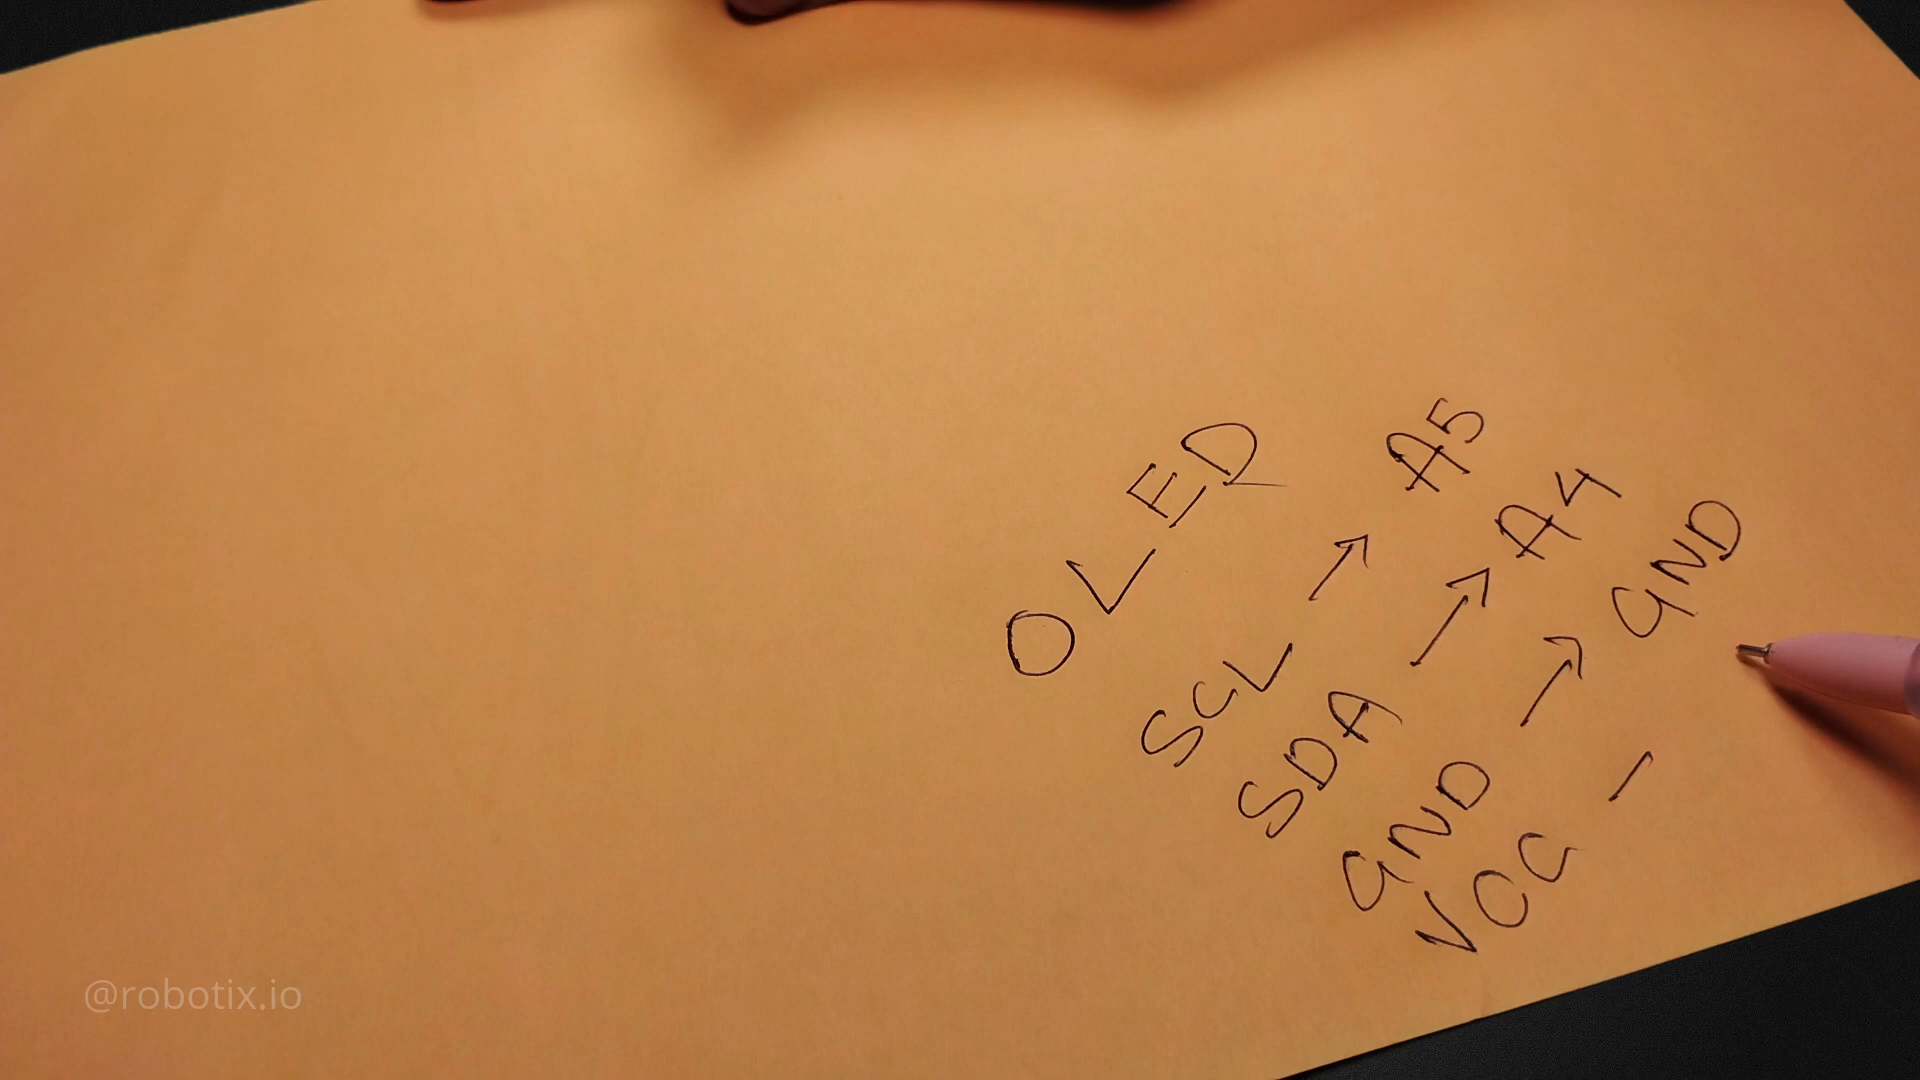 OLED
SCL → A5
SDA → A4
GND → GND
VCC —
@robotix.io